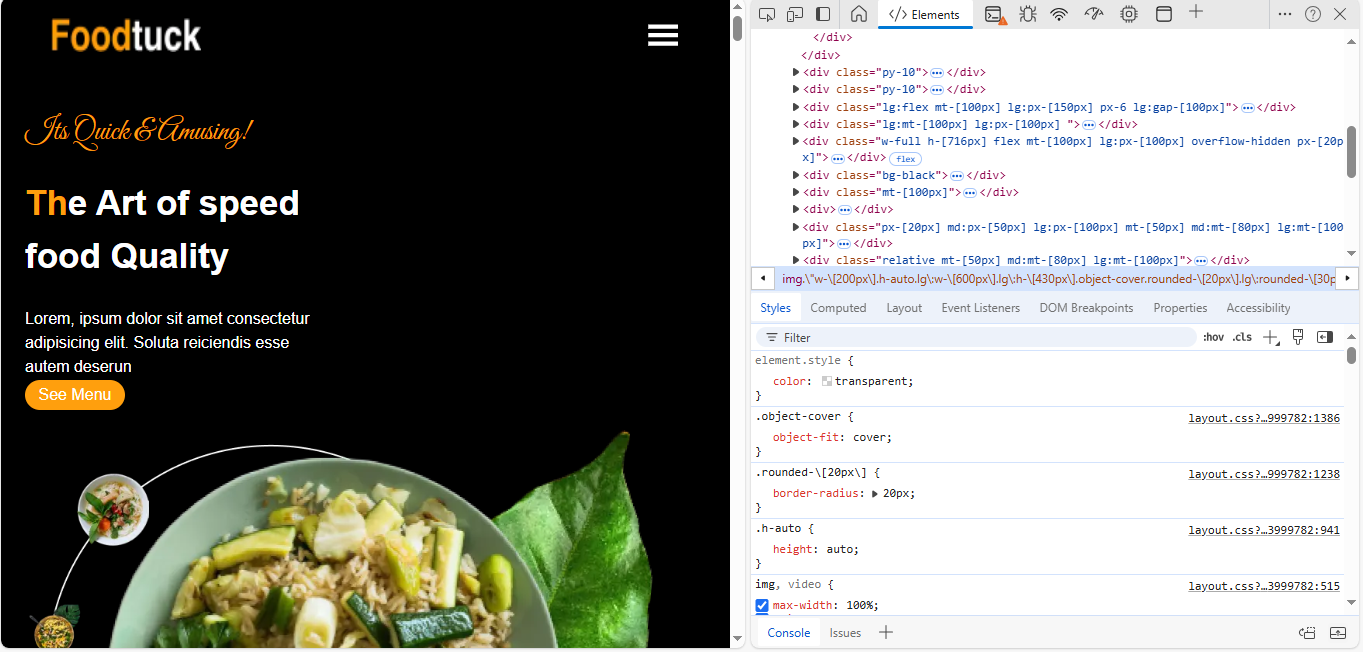 Foodtuck
Its Quick & Amusing!
The Art of speed
food Quality
Lorem, ipsum dolor sit amet consectetur
adipisicing elit. Soluta reiciendis esse
autem deserun
See Menu
Elements
</div>
</div>
<div class="py-10"> </div>
<div class="py-10"> </div>
<div class="lg:flex mt-[100px] lg:px-[150px] px-6 lg:gap-[100px]"> </div>
<div class="lg:mt-[100px] lg:px-[100px] "> </div>
<div class="w-full h-[716px] flex mt-[100px] lg:px-[100px] overflow-hidden px-[20p
x]"> </div> flex
<div class="bg-black"> </div>
<div class="mt-[100px]"> </div>
<div> </div>
<div class="px-[20px] md:px-[50px] lg:px-[100px] mt-[50px] md:mt-[80px] lg:mt-[100
px]"> </div>
<div class="relative mt-[50px] md:mt-[80px] lg:mt-[100px]"> </div>
img.\"w-\[200px\].h-auto.lg\:w-\[600px\].lg\:h-\[430px\].object-cover.rounded-\[20px\].lg\:rounded-\[30p
Styles Computed Layout Event Listeners DOM Breakpoints Properties Accessibility
Filter :hov .cls
element.style {
color: transparent;
}
.object-cover { layout.css?…999782:1386
object-fit: cover;
}
.rounded-\[20px\] { layout.css?…999782:1238
border-radius: 20px;
}
.h-auto { layout.css?…3999782:941
height: auto;
}
img, video { layout.css?…3999782:515
max-width: 100%;
Console Issues